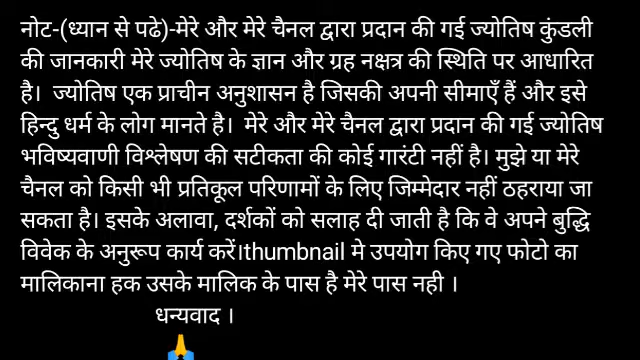 नोट-(ध्यान से पढे)-मेरे और मेरे चैनल द्वारा प्रदान की गई ज्योतिष कुंडली
की जानकारी मेरे ज्योतिष के ज्ञान और ग्रह नक्षत्र की स्थिति पर आधारित
है। ज्योतिष एक प्राचीन अनुशासन है जिसकी अपनी सीमाएँ हैं और इसे
हिन्दु धर्म के लोग मानते है। मेरे और मेरे चैनल द्वारा प्रदान की गई ज्योतिष
भविष्यवाणी विश्लेषण की सटीकता की कोई गारंटी नहीं है। मुझे या मेरे
चैनल को किसी भी प्रतिकूल परिणामों के लिए जिम्मेदार नहीं ठहराया जा
सकता है। इसके अलावा, दर्शकों को सलाह दी जाती है कि वे अपने बुद्धि
विवेक के अनुरूप कार्य करें।thumbnail मे उपयोग किए गए फोटो का
मालिकाना हक उसके मालिक के पास है मेरे पास नही ।
धन्यवाद ।
🙏